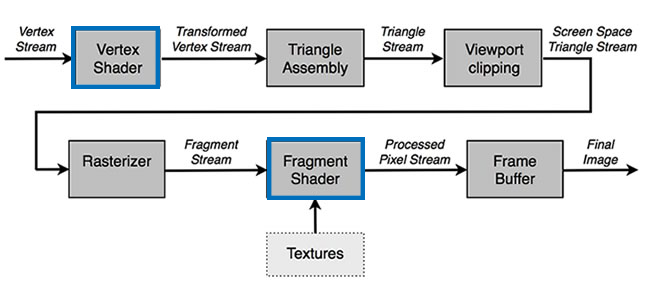 Vertex
Stream
Vertex
Shader
Transformed
Vertex Stream
Triangle
Assembly
Triangle
Stream
Viewport
clipping
Screen Space
Triangle Stream
Rasterizer
Fragment
Stream
Fragment
Shader
Processed
Pixel Stream
Frame
Buffer
Final
Image
Textures